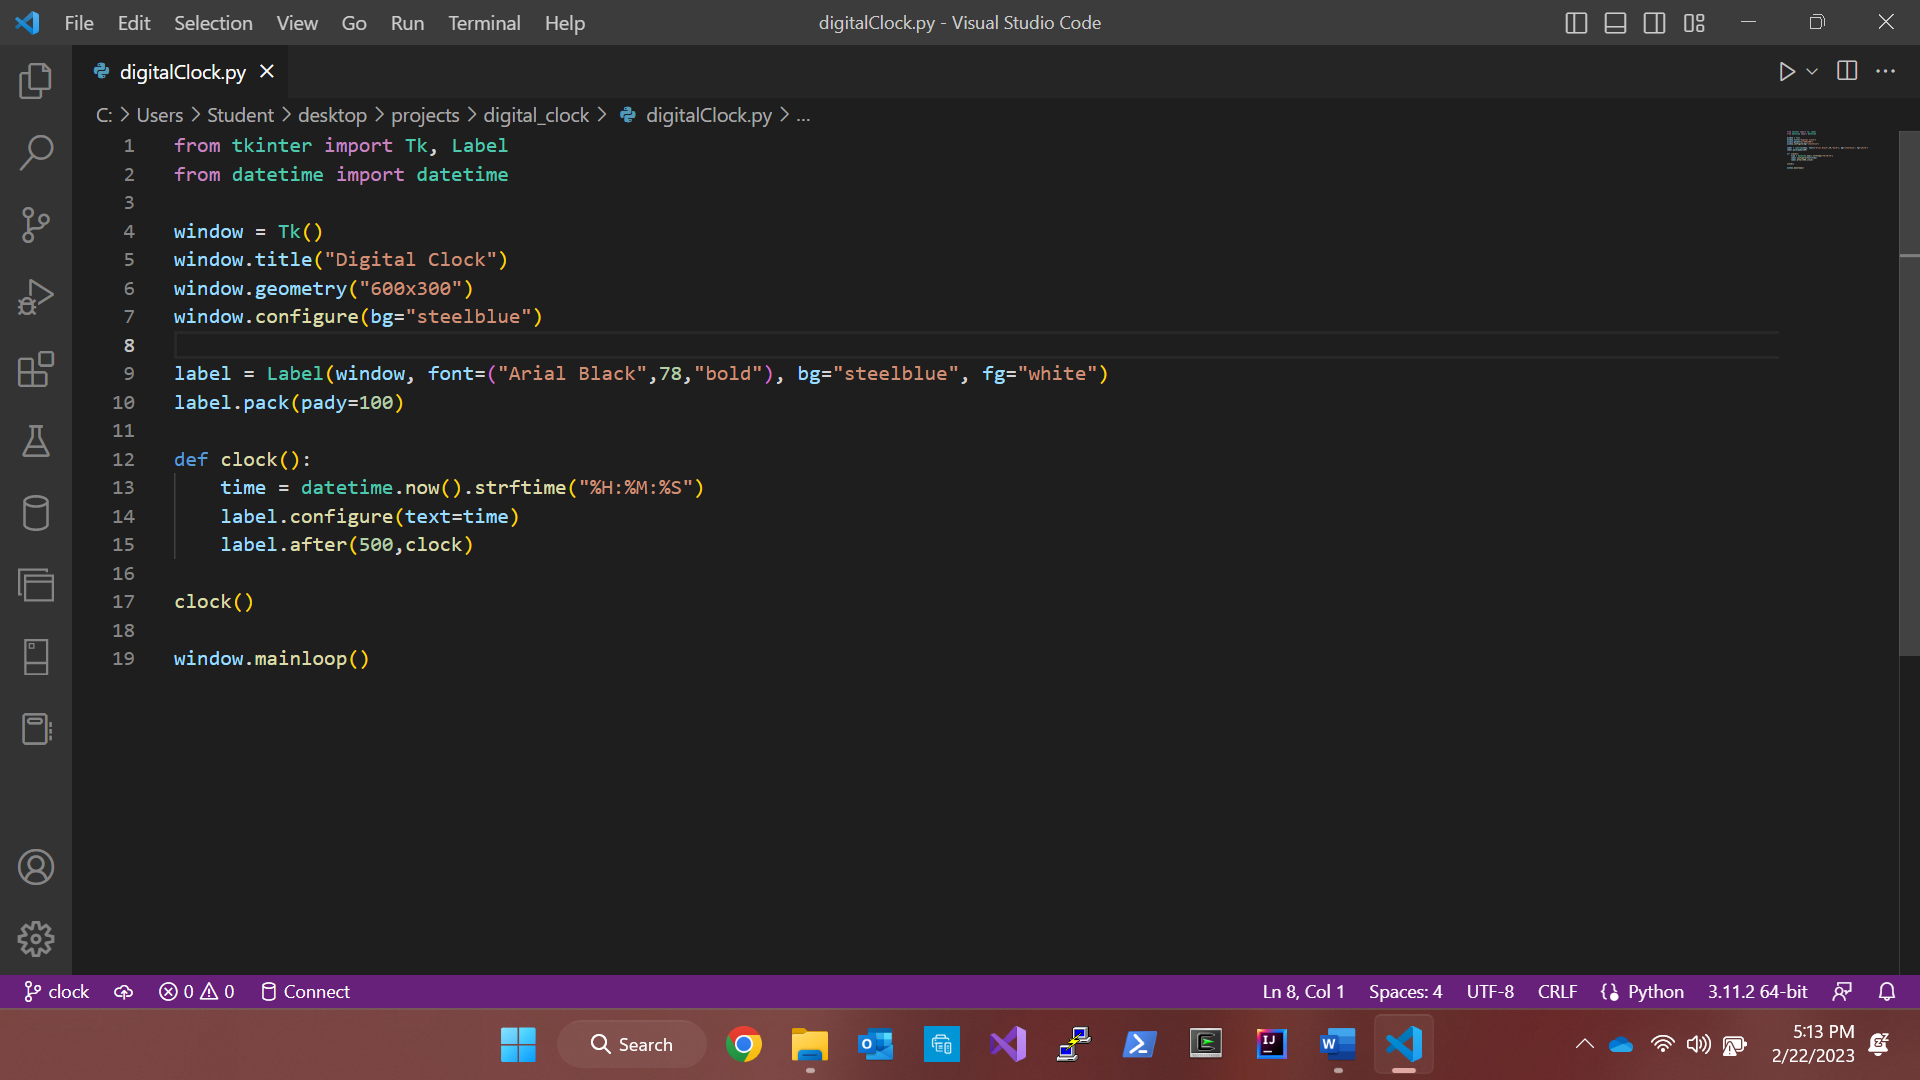 File Edit Selection View Go Run Terminal Help digitalClock.py - Visual Studio Code
digitalClock.py
C: > Users > Student > desktop > projects > digital_clock > digitalClock.py > ...
1 from tkinter import Tk, Label
2 from datetime import datetime
3
4 window = Tk()
5 window.title("Digital Clock")
6 window.geometry("600x300")
7 window.configure(bg="steelblue")
8
9 label = Label(window, font=("Arial Black",78,"bold"), bg="steelblue", fg="white")
10 label.pack(pady=100)
11
12 def clock():
13     time = datetime.now().strftime("%H:%M:%S")
14     label.configure(text=time)
15     label.after(500,clock)
16
17 clock()
18
19 window.mainloop()
clock 0 0 Connect Ln 8, Col 1 Spaces: 4 UTF-8 CRLF Python 3.11.2 64-bit
Search
5:13 PM
2/22/2023